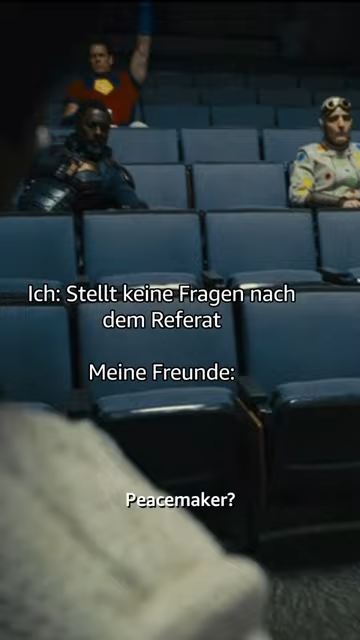 Ich: Stellt keine Fragen nach
dem Referat
Meine Freunde:
Peacemaker?